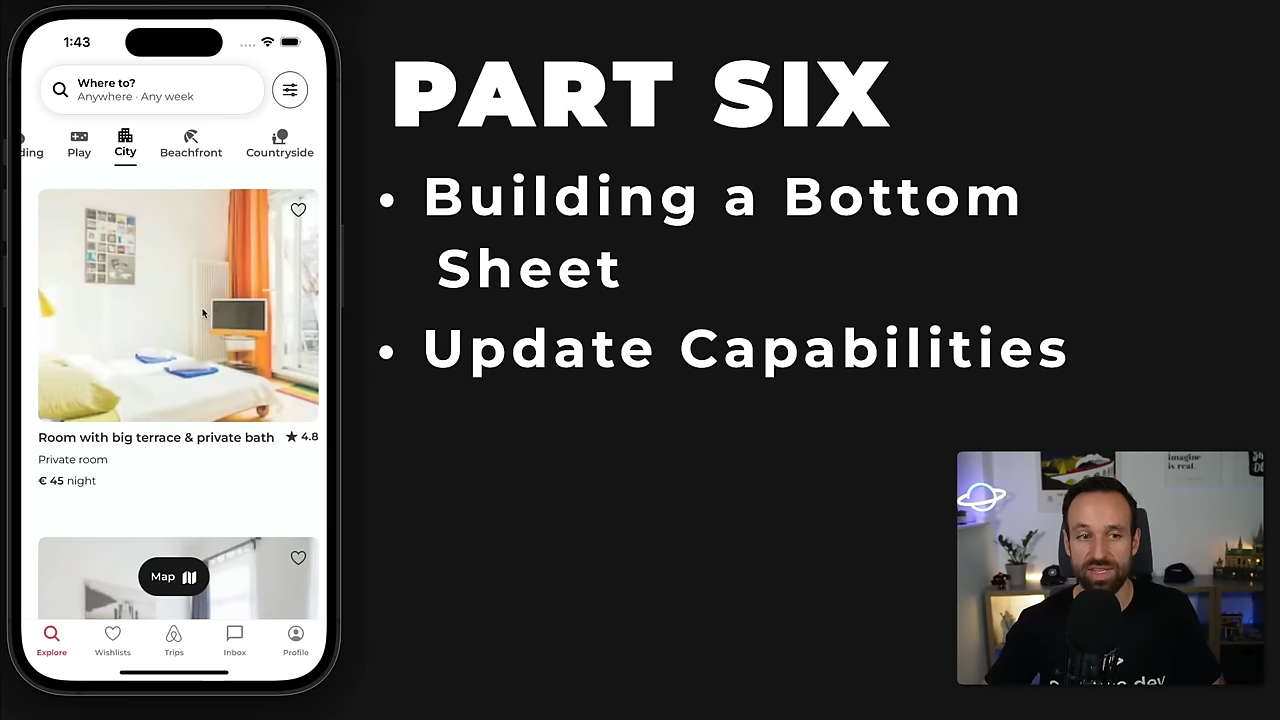 1:43
Where to?
Anywhere · Any week
ding
Play
City
Beachfront
Countryside
Room with big terrace & private bath ★ 4.8
Private room
€ 45 night
Map
Explore
Wishlists
Trips
Inbox
Profile
PART SIX
• Building a Bottom
Sheet
• Update Capabilities
imagine
is real.